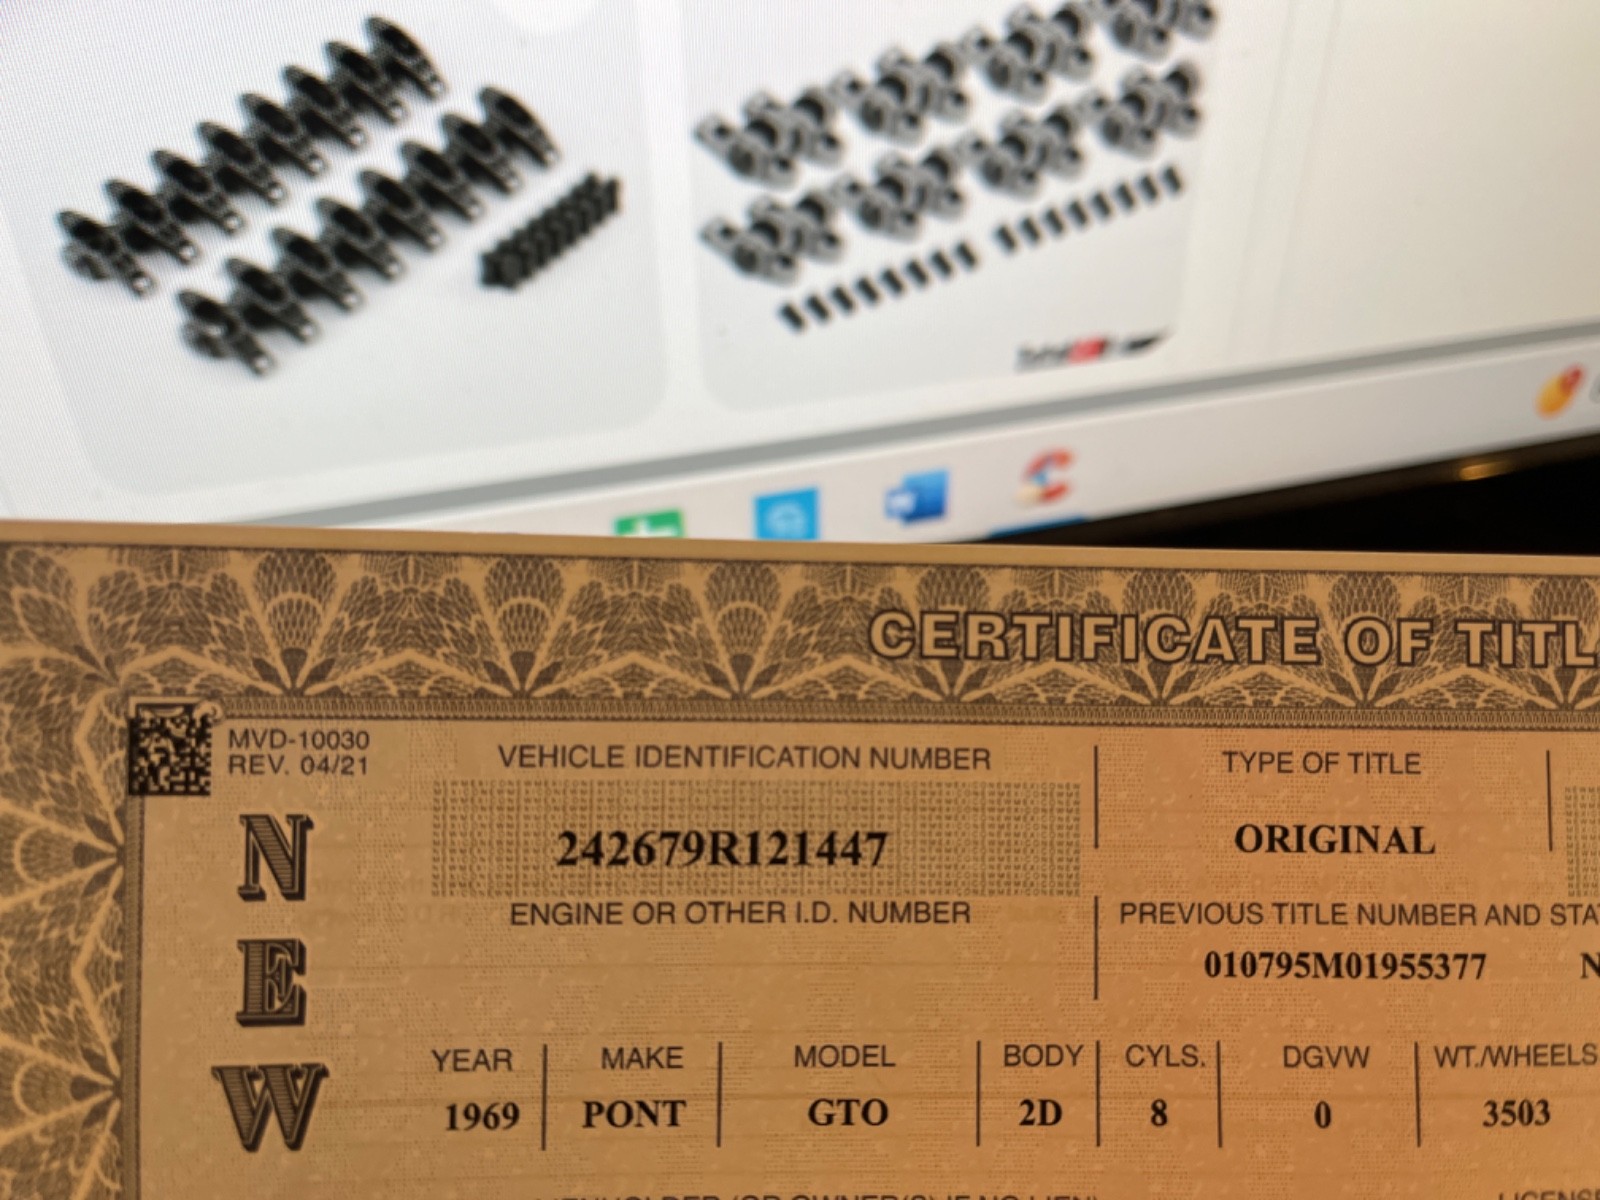 CERTIFICATE OF TITL
MVD-10030
REV. 04/21
VEHICLE IDENTIFICATION NUMBER
TYPE OF TITLE
242679R121447
ORIGINAL
ENGINE OR OTHER I.D. NUMBER
PREVIOUS TITLE NUMBER AND STA
010795M01955377
N
NEW
YEAR MAKE MODEL BODY CYLS. DGVW WT./WHEELS
1969 PONT GTO 2D 8 0 3503